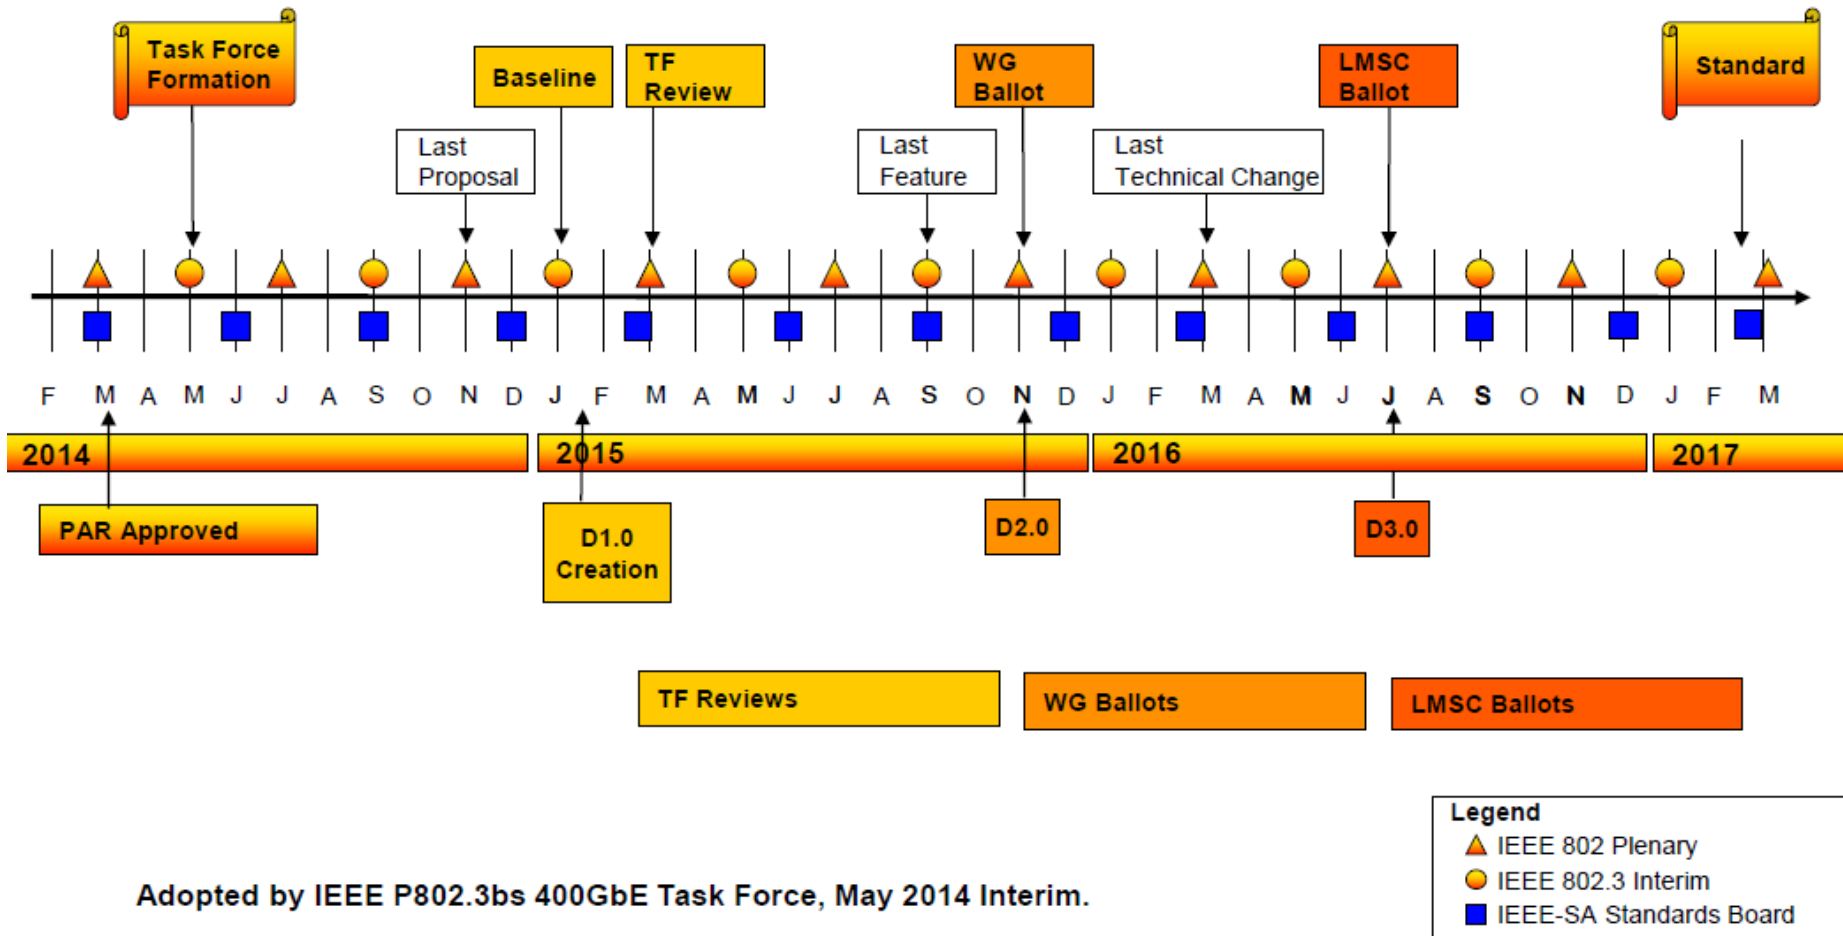 Task Force
Formation
Baseline
TF
Review
WG
Ballot
LMSC
Ballot
Standard
Last
Proposal
Last
Feature
Last
Technical Change
F M A M J J A S O N D J F M A M J J A S O N D J F M A M J J A S O N D J F M
2014 2015 2016 2017
PAR Approved
D1.0
Creation
D2.0
D3.0
TF Reviews
WG Ballots
LMSC Ballots
Legend
IEEE 802 Plenary
IEEE 802.3 Interim
IEEE-SA Standards Board
Adopted by IEEE P802.3bs 400GbE Task Force, May 2014 Interim.